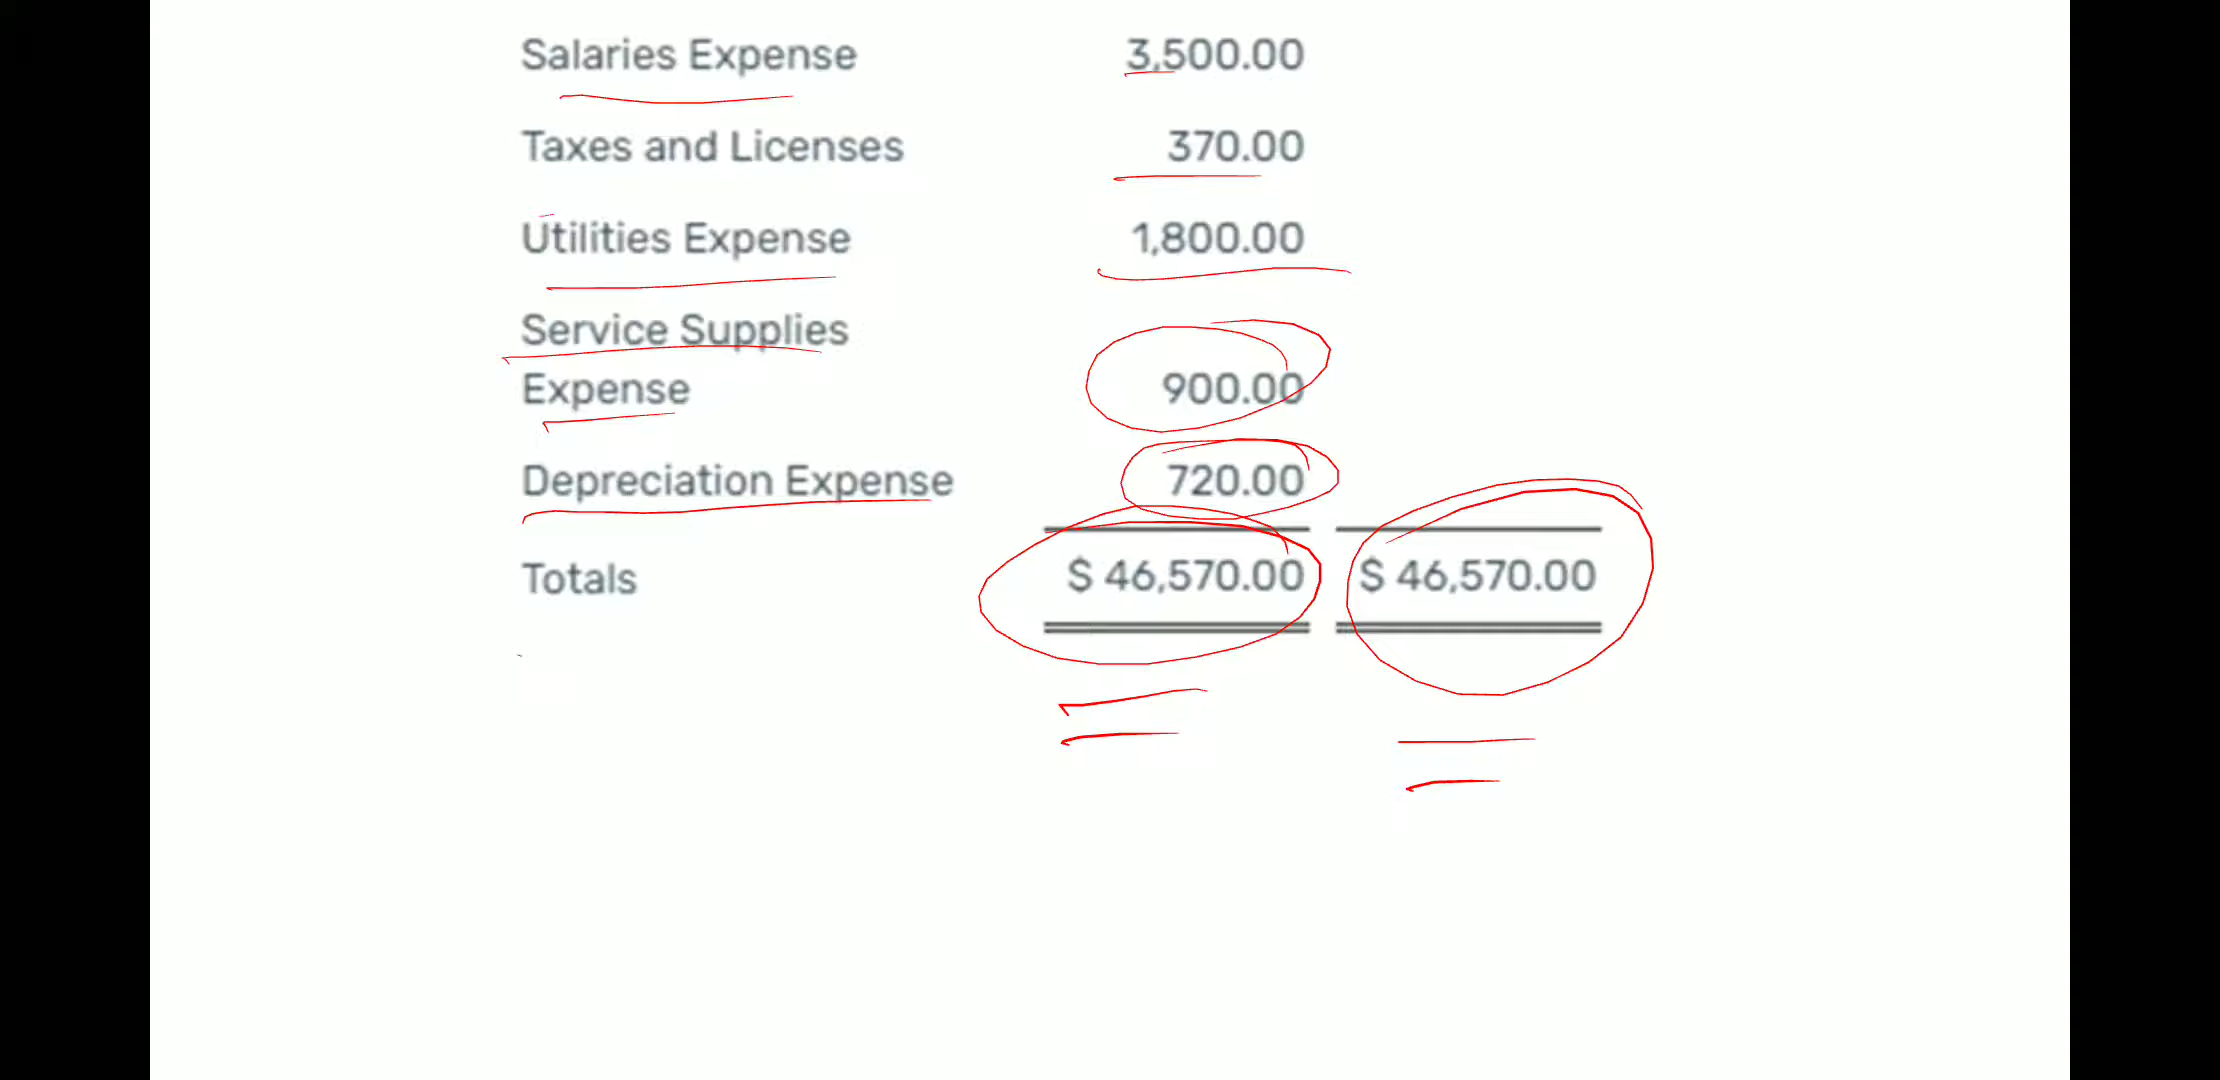 Salaries Expense 3,500.00
Taxes and Licenses 370.00
Utilities Expense 1,800.00
Service Supplies
Expense 900.00
Depreciation Expense 720.00
Totals $ 46,570.00 $ 46,570.00